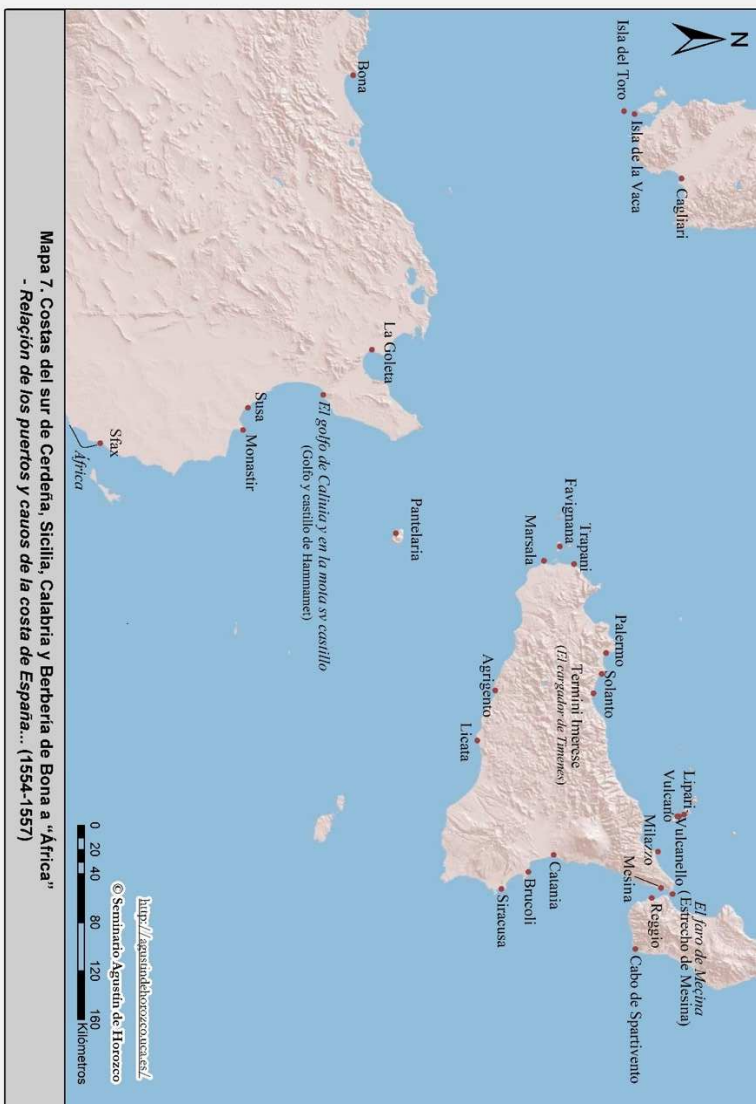 N
Isla del Toro
Isla de la Vaca
Cagliari
Bona
La Goleta
El golfo de Calinia y en la mota sv castillo
(Golfo y castillo de Hammamet)
Susa
Monastir
Sfax
África
Pantelaria
Favignana
Trapani
Marsala
Palermo
Solanto
Termini Imerese
(El cargador de Timenes)
Agrigento
Licata
Lipari
Vulcano
Vulcanello
Milazzo
Mesina
El faro de Meçina
(Estrecho de Mesina)
Reggio
Cabo de Spartivento
Catania
Brucoli
Siracusa
0 20 40 80 120 160
Kilómetros
http://agustindehorozco.uca.es/
© Seminario Agustín de Horozco
Mapa 7. Costas del sur de Cerdeña, Sicilia, Calabria y Berbería de Bona a “África”
- Relaçión de los puertos y cauos de la costa de España... (1554-1557)